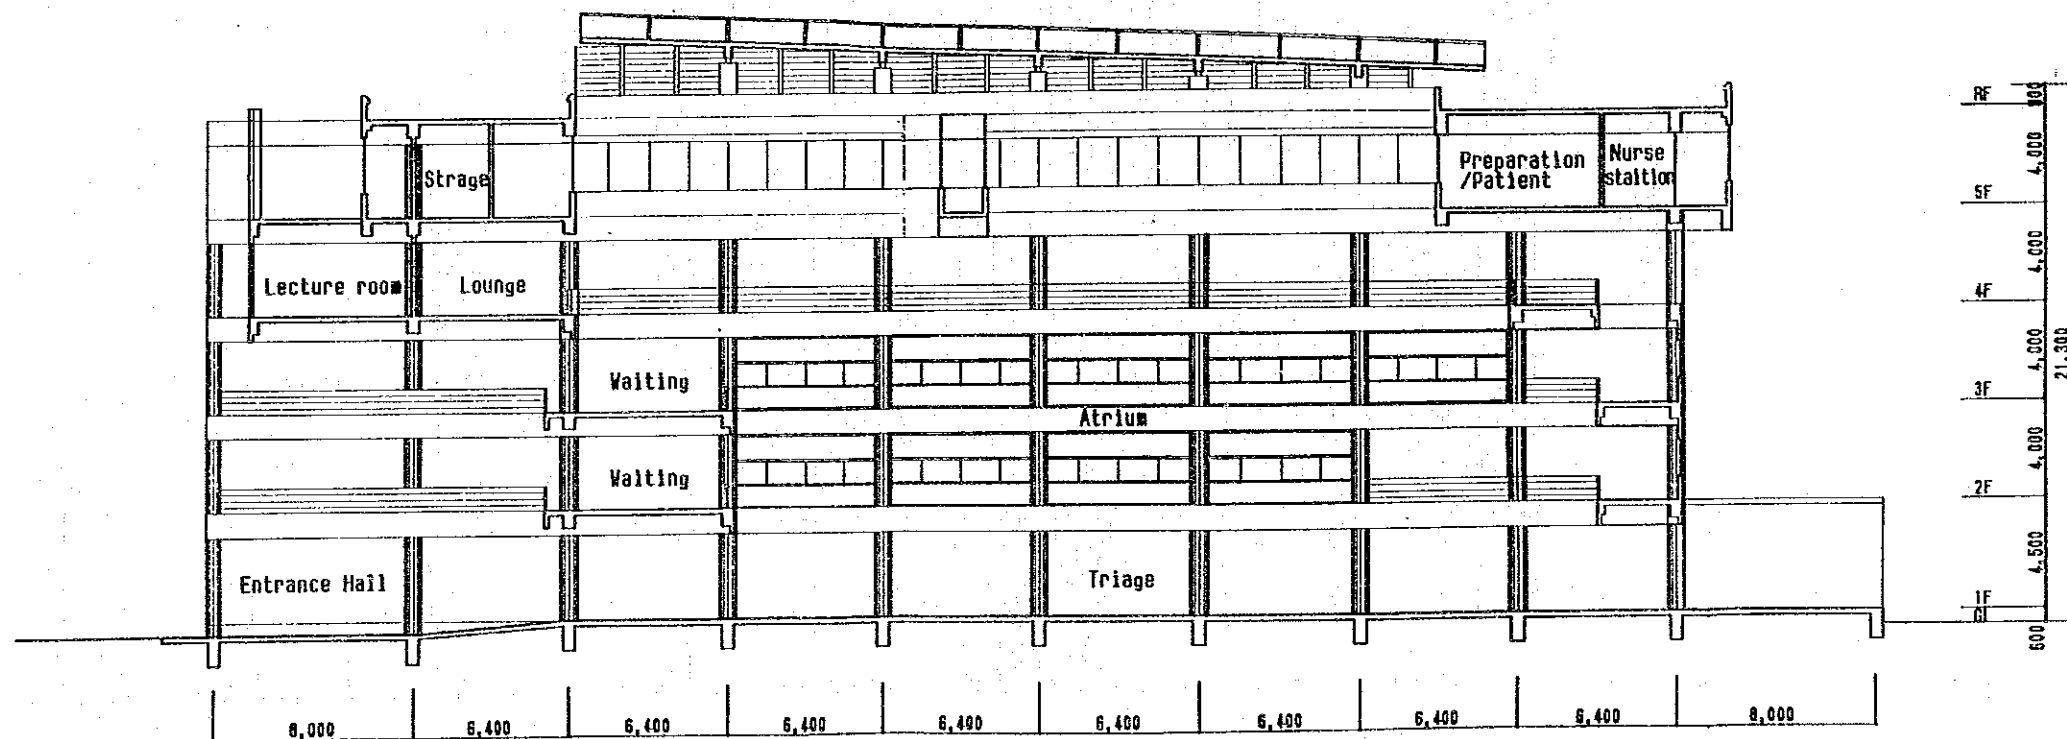 RF
800
4,000
Strage
Preparation
/Patient
Nurse
staition
5F
4,000
Lecture room
Lounge
4F
4,000
21,300
Waiting
3F
Atrium
4,000
Waiting
2F
4,500
Entrance Hall
Triage
1F
GL
600
8,000 6,400 6,400 6,400 6,400 6,400 6,400 6,400 6,400 8,000